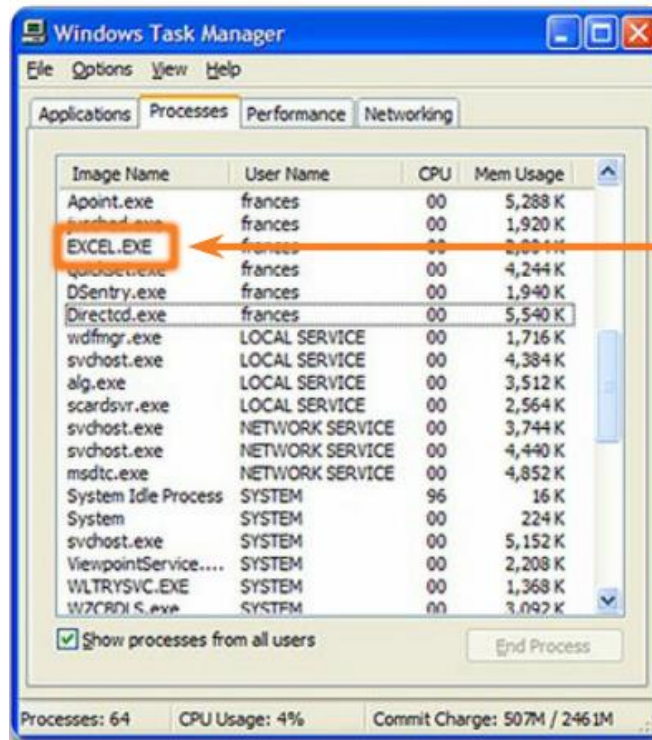 Windows Task Manager
File Options View Help
Applications Processes Performance Networking
Image Name User Name CPU Mem Usage
Apoint.exe frances 00 5,288 K
frances 00 1,920 K
EXCEL.EXE
quickset.exe frances 00 4,244 K
DSentry.exe frances 00 1,940 K
Directcd.exe frances 00 5,540 K
wdfmgr.exe LOCAL SERVICE 00 1,716 K
svchost.exe LOCAL SERVICE 00 4,384 K
alg.exe LOCAL SERVICE 00 3,512 K
scardsvr.exe LOCAL SERVICE 00 2,564 K
svchost.exe NETWORK SERVICE 00 3,744 K
svchost.exe NETWORK SERVICE 00 4,440 K
msdtc.exe NETWORK SERVICE 00 4,852 K
System Idle Process SYSTEM 96 16 K
System SYSTEM 00 224 K
svchost.exe SYSTEM 00 5,152 K
ViewpointService.... SYSTEM 00 2,208 K
WLTRYSVC.EXE SYSTEM 00 1,368 K
WZCBDLS.exe SYSTEM 00 3,092 K
Show processes from all users
End Process
Processes: 64 CPU Usage: 4% Commit Charge: 507M / 2461M